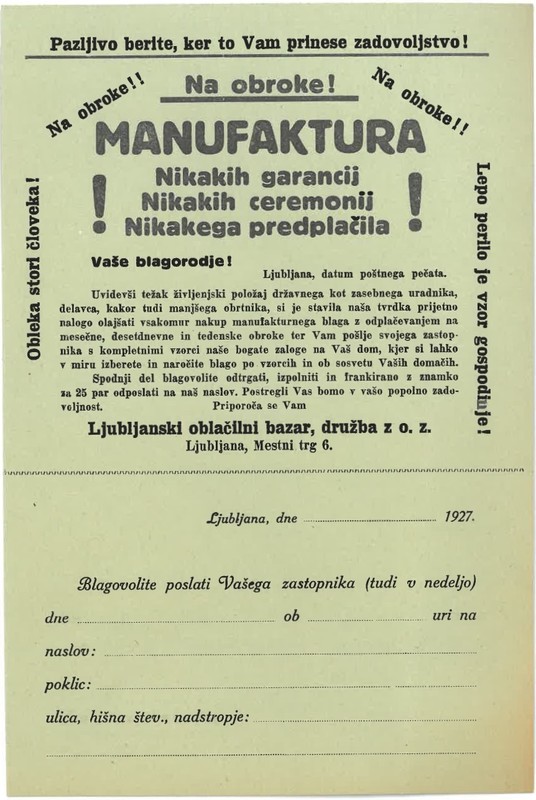 Pazljivo berite, ker to Vam prinese zadovoljstvo!
Na obroke!!
Na obroke!
Na obroke!!
MANUFAKTURA
! Nikakih garancij !
Nikakih ceremonij
Nikakega predplačila
Obleka stori človeka!
Lepo perilo je vzor gospodinje!
Vaše blagorodje!
Ljubljana, datum poštnega pečata.
Uvidevši težak življenjski položaj državnega kot zasebnega uradnika,
delavca, kakor tudi manjšega obrtnika, si je stavila naša tvrdka prijetno
nalogo olajšati vsakomur nakup manufakturnega blaga z odplačevanjem na
mesečne, desetdnevne in tedenske obroke ter Vam pošlje svojega zastop-
nika s kompletnimi vzorci naše bogate zaloge na Vaš dom, kjer si lahko
v miru izberete in naročite blago po vzorcih in ob sosvetu Vaših domačih.
Spodnji del blagovolite odtrgati, izpolniti in frankirano z znamko
za 25 par odposlati na naš naslov. Postregli Vas bomo v vašo popolno zado-
voljnost. Priporoča se Vam
Ljubljanski oblačilni bazar, družba z o. z.
Ljubljana, Mestni trg 6.
Ljubljana, dne ........ 1927.
Blagovolite poslati Vašega zastopnika (tudi v nedeljo)
dne ........ ob ........ uri na
naslov: ........
poklic: ........
ulica, hišna štev., nadstropje: ........